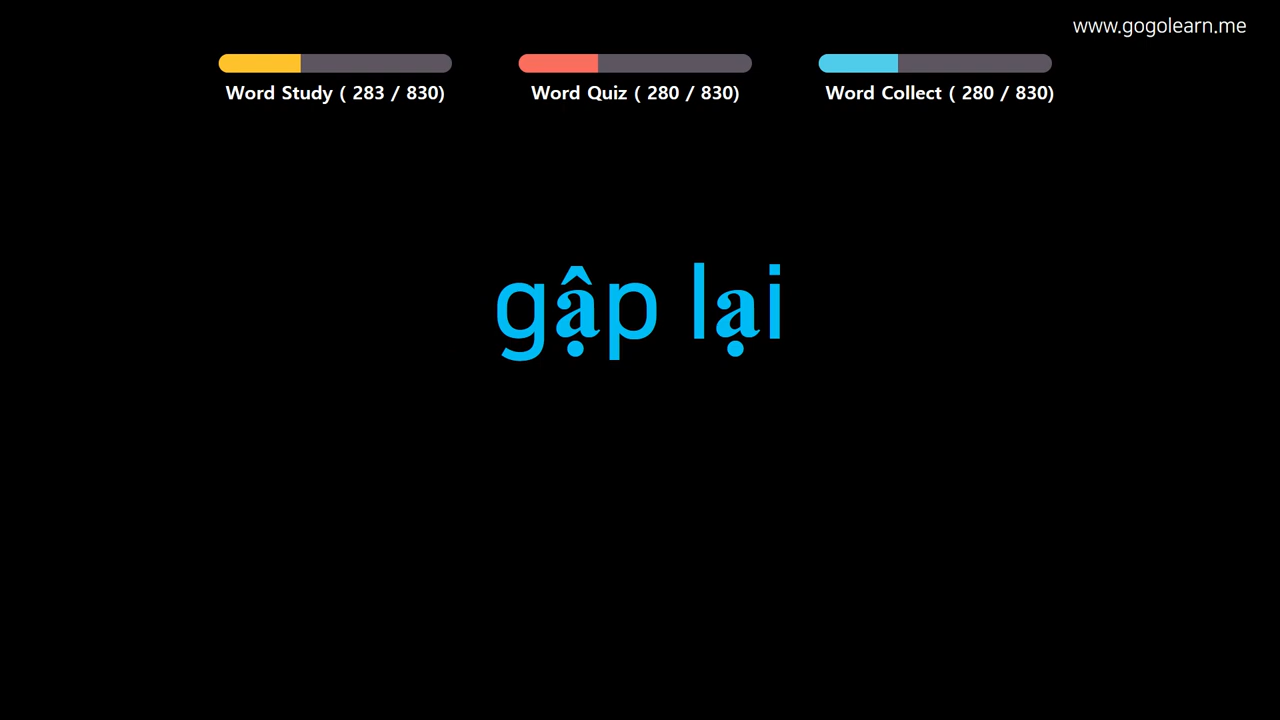 www.gogolearn.me
Word Study ( 283 / 830)
Word Quiz ( 280 / 830)
Word Collect ( 280 / 830)
gập lại